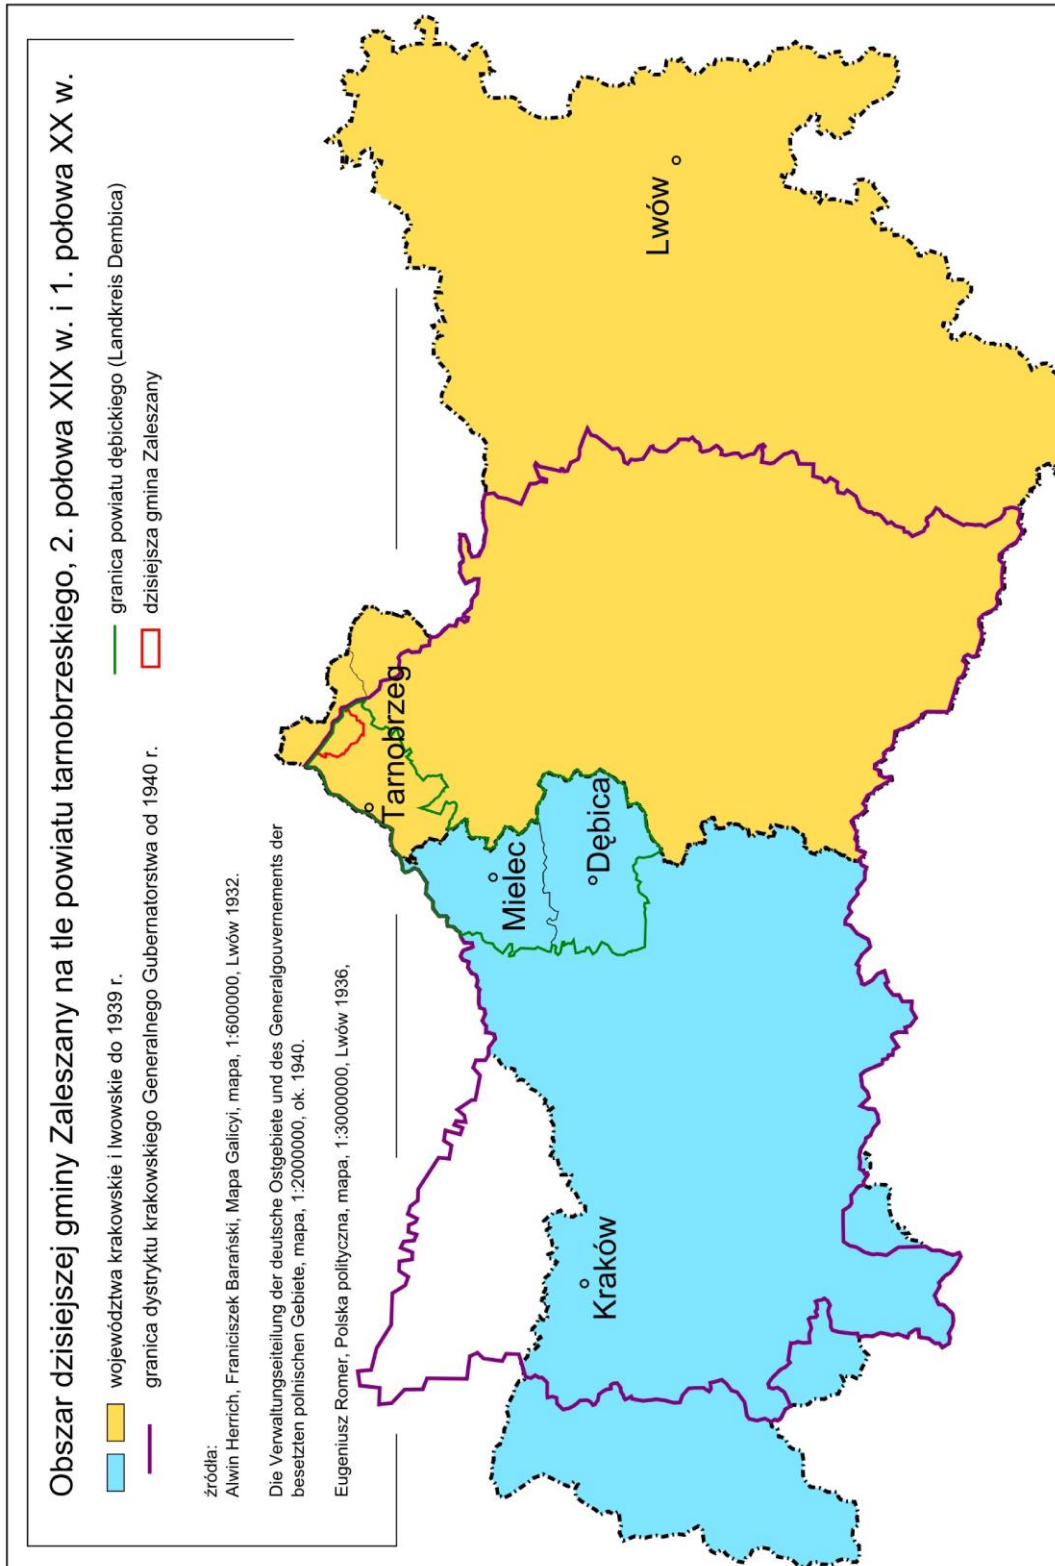 Obszar dzisiejszej gminy Zaleszany na tle powiatu tarnobrzeskiego, 2. połowa XIX w. i 1. połowa XX w.
województwa krakowskie i lwowskie do 1939 r.
granica dystryktu krakowskiego Generalnego Gubernatorstwa od 1940 r.
granica powiatu dębickiego (Landkreis Dembica)
dzisiejsza gmina Zaleszany
źródła:
Alwin Herrich, Franiciszek Barański, Mapa Galicyi, mapa, 1:600000, Lwów 1932.
Die Verwaltungseiteilung der deutsche Ostgebiete und des Generalgouvernements der
besetzten polnischen Gebiete, mapa, 1:2000000, ok. 1940.
Eugeniusz Romer, Polska polityczna, mapa, 1:3000000, Lwów 1936,
Tarnobrzeg
Mielec
Dębica
Kraków
Lwów